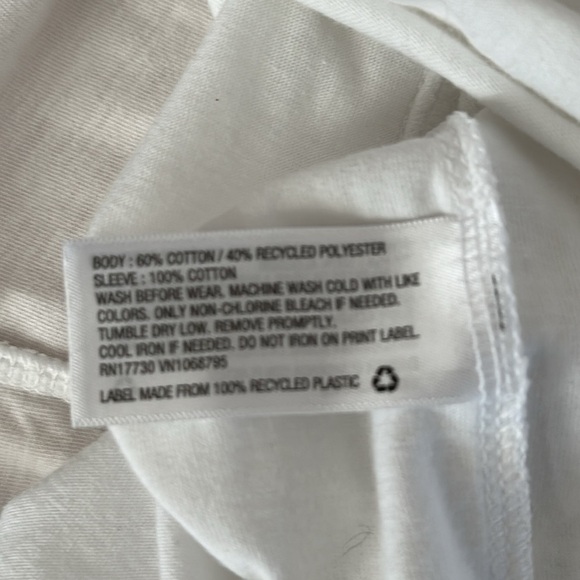 BODY : 60% COTTON / 40% RECYCLED POLYESTER
SLEEVE : 100% COTTON
WASH BEFORE WEAR. MACHINE WASH COLD WITH LIKE
COLORS. ONLY NON-CHLORINE BLEACH IF NEEDED.
TUMBLE DRY LOW. REMOVE PROMPTLY.
COOL IRON IF NEEDED. DO NOT IRON ON PRINT LABEL.
RN17730 VN1068795
LABEL MADE FROM 100% RECYCLED PLASTIC